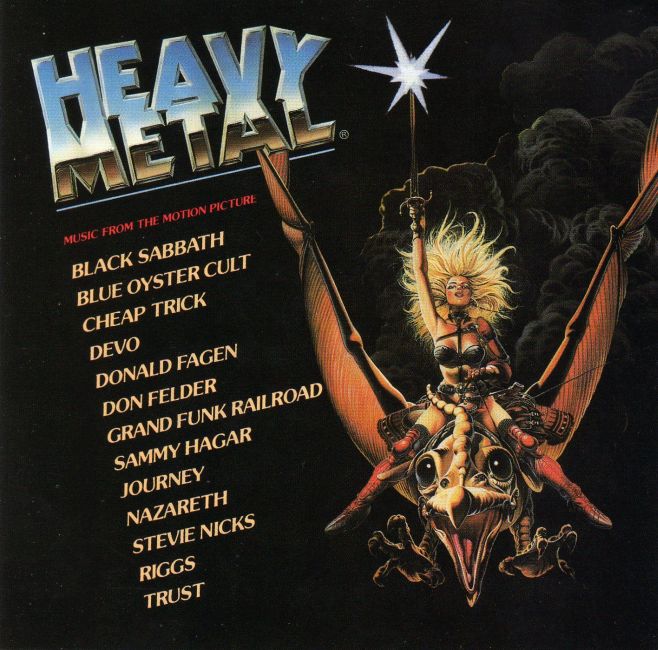 HEAVY
METAL®
MUSIC FROM THE MOTION PICTURE
BLACK SABBATH
BLUE OYSTER CULT
CHEAP TRICK
DEVO
DONALD FAGEN
DON FELDER
GRAND FUNK RAILROAD
SAMMY HAGAR
JOURNEY
NAZARETH
STEVIE NICKS
RIGGS
TRUST